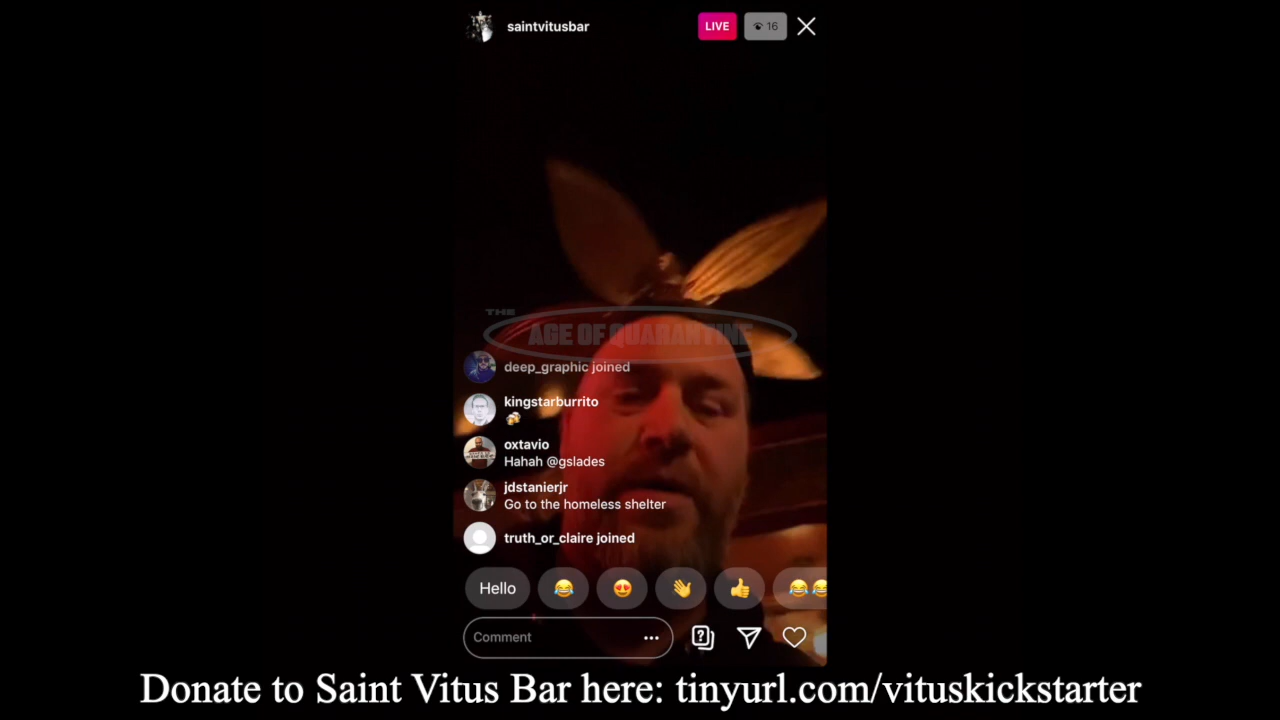 saintvitusbar
LIVE
16
THE
AGE OF QUARANTINE
deep_graphic joined
kingstarburrito
oxtavio
Hahah @gslades
jdstanierjr
Go to the homeless shelter
truth_or_claire joined
Hello
Comment
Donate to Saint Vitus Bar here: tinyurl.com/vituskickstarter